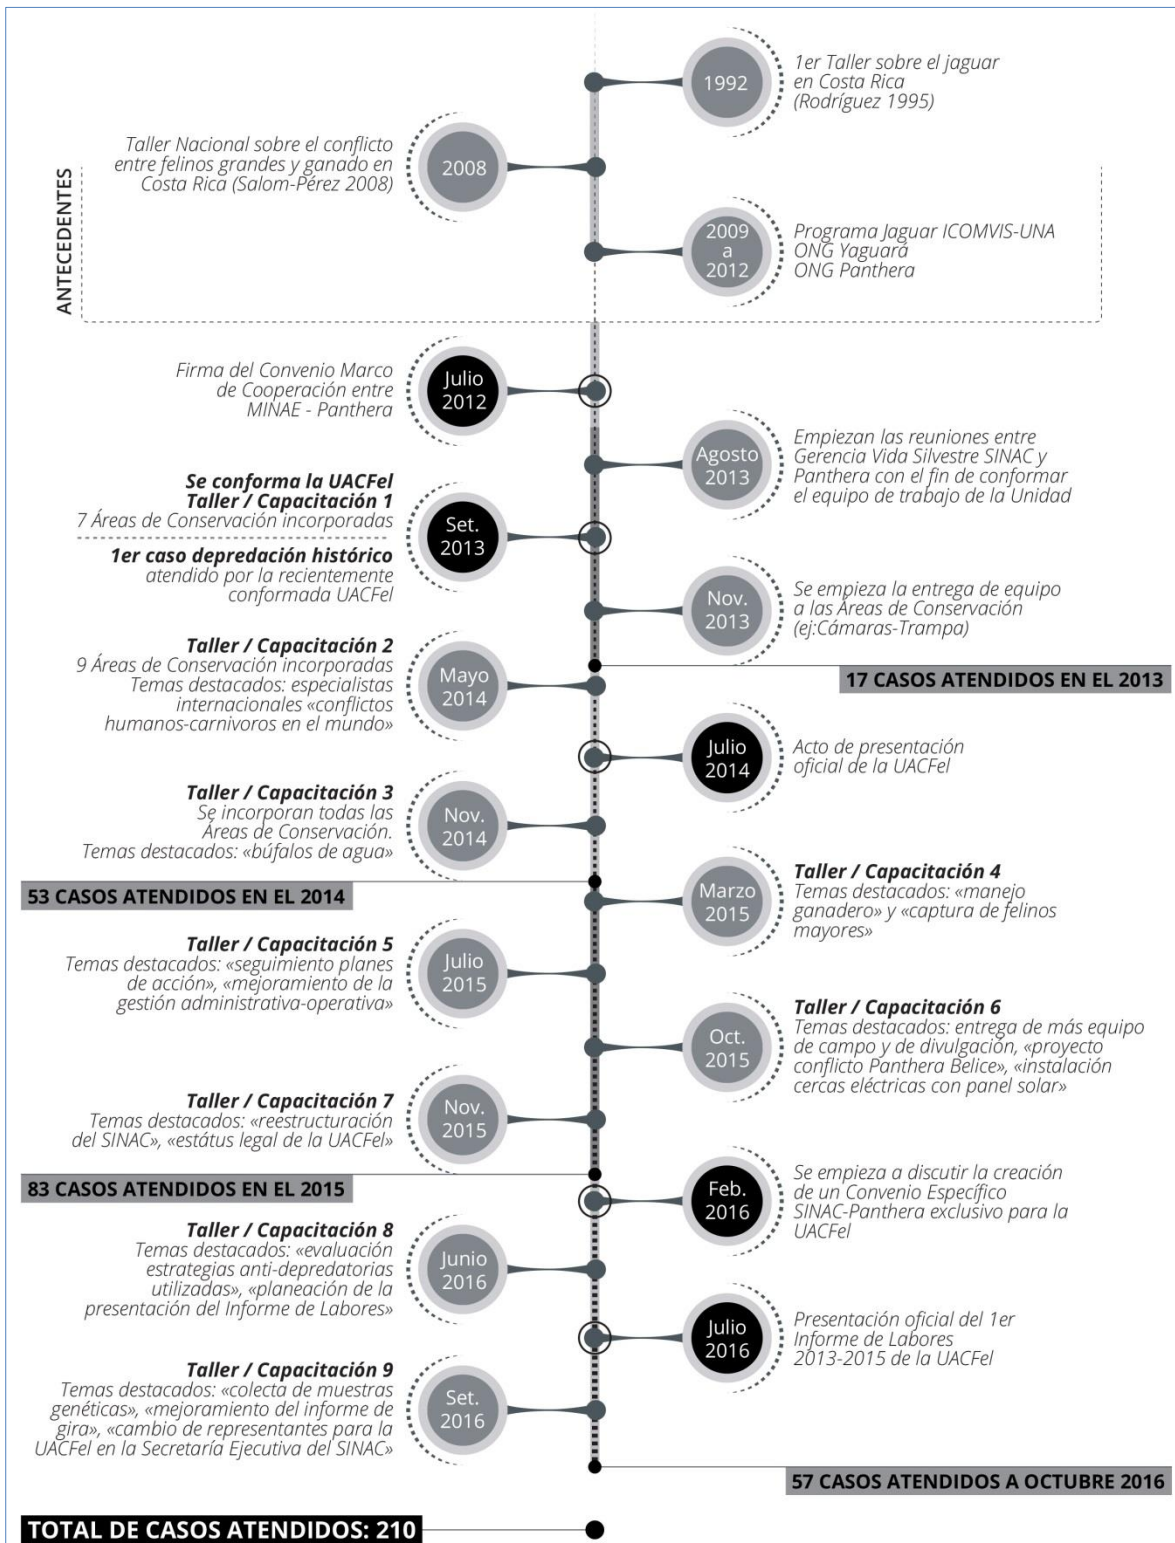 1992
1er Taller sobre el jaguar
en Costa Rica
(Rodríguez 1995)
Taller Nacional sobre el conflicto
entre felinos grandes y ganado en
Costa Rica (Salom-Pérez 2008)
2008
ANTECEDENTES
2009
a
2012
Programa Jaguar ICOMVIS-UNA
ONG Yaguará
ONG Panthera
Firma del Convenio Marco
de Cooperación entre
MINAE - Panthera
Julio
2012
Agosto
2013
Empiezan las reuniones entre
Gerencia Vida Silvestre SINAC y
Panthera con el fin de conformar
el equipo de trabajo de la Unidad
Se conforma la UACFel
Taller / Capacitación 1
7 Áreas de Conservación incorporadas
1er caso depredación histórico
atendido por la recientemente
conformada UACFel
Set.
2013
Nov.
2013
Se empieza la entrega de equipo
a las Áreas de Conservación
(ej:Cámaras-Trampa)
17 CASOS ATENDIDOS EN EL 2013
Taller / Capacitación 2
9 Áreas de Conservación incorporadas
Temas destacados: especialistas
internacionales «conflictos
humanos-carnivoros en el mundo»
Mayo
2014
Julio
2014
Acto de presentación
oficial de la UACFel
Taller / Capacitación 3
Se incorporan todas las
Áreas de Conservación.
Temas destacados: «búfalos de agua»
Nov.
2014
53 CASOS ATENDIDOS EN EL 2014
Marzo
2015
Taller / Capacitación 4
Temas destacados: «manejo
ganadero» y «captura de felinos
mayores»
Taller / Capacitación 5
Temas destacados: «seguimiento planes
de acción», «mejoramiento de la
gestión administrativa-operativa»
Julio
2015
Oct.
2015
Taller / Capacitación 6
Temas destacados: entrega de más equipo
de campo y de divulgación, «proyecto
conflicto Panthera Belice», «instalación
cercas eléctricas con panel solar»
Taller / Capacitación 7
Temas destacados: «reestructuración
del SINAC», «estátus legal de la UACFel»
Nov.
2015
83 CASOS ATENDIDOS EN EL 2015
Feb.
2016
Se empieza a discutir la creación
de un Convenio Específico
SINAC-Panthera exclusivo para la
UACFel
Taller / Capacitación 8
Temas destacados: «evaluación
estrategias anti-depredatorias
utilizadas», «planeación de la
presentación del Informe de Labores»
Junio
2016
Julio
2016
Presentación oficial del 1er
Informe de Labores
2013-2015 de la UACFel
Taller / Capacitación 9
Temas destacados: «colecta de muestras
genéticas», «mejoramiento del informe de
gira», «cambio de representantes para la
UACFel en la Secretaría Ejecutiva del SINAC»
Set.
2016
57 CASOS ATENDIDOS A OCTUBRE 2016
TOTAL DE CASOS ATENDIDOS: 210